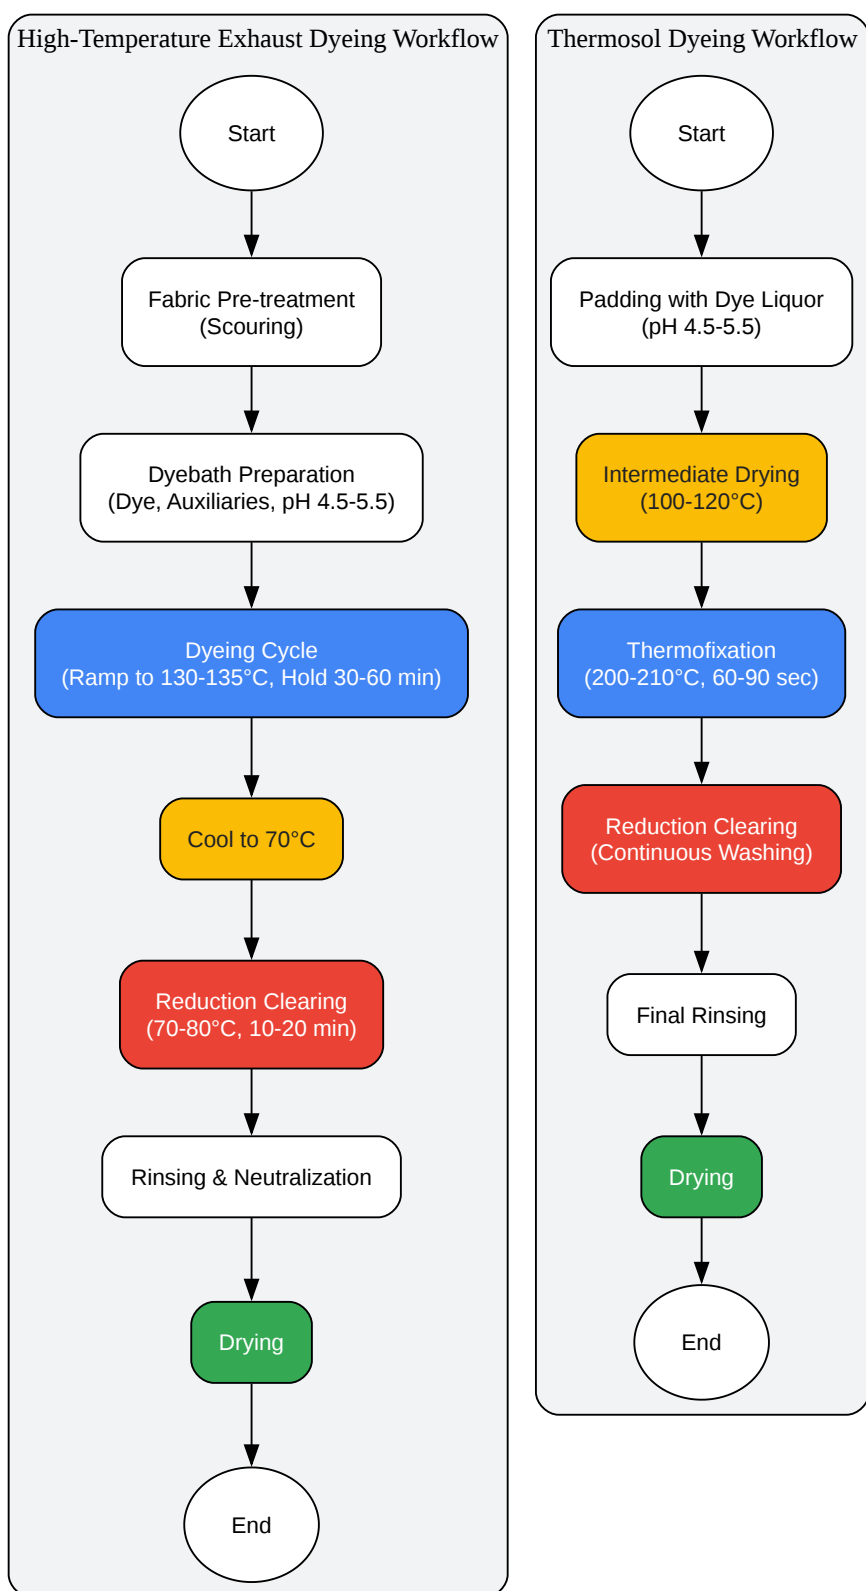 High-Temperature Exhaust Dyeing Workflow
Start
Fabric Pre-treatment
(Scouring)
Dyebath Preparation
(Dye, Auxiliaries, pH 4.5-5.5)
Dyeing Cycle
(Ramp to 130-135°C, Hold 30-60 min)
Cool to 70°C
Reduction Clearing
(70-80°C, 10-20 min)
Rinsing & Neutralization
Drying
End
Thermosol Dyeing Workflow
Start
Padding with Dye Liquor
(pH 4.5-5.5)
Intermediate Drying
(100-120°C)
Thermofixation
(200-210°C, 60-90 sec)
Reduction Clearing
(Continuous Washing)
Final Rinsing
Drying
End